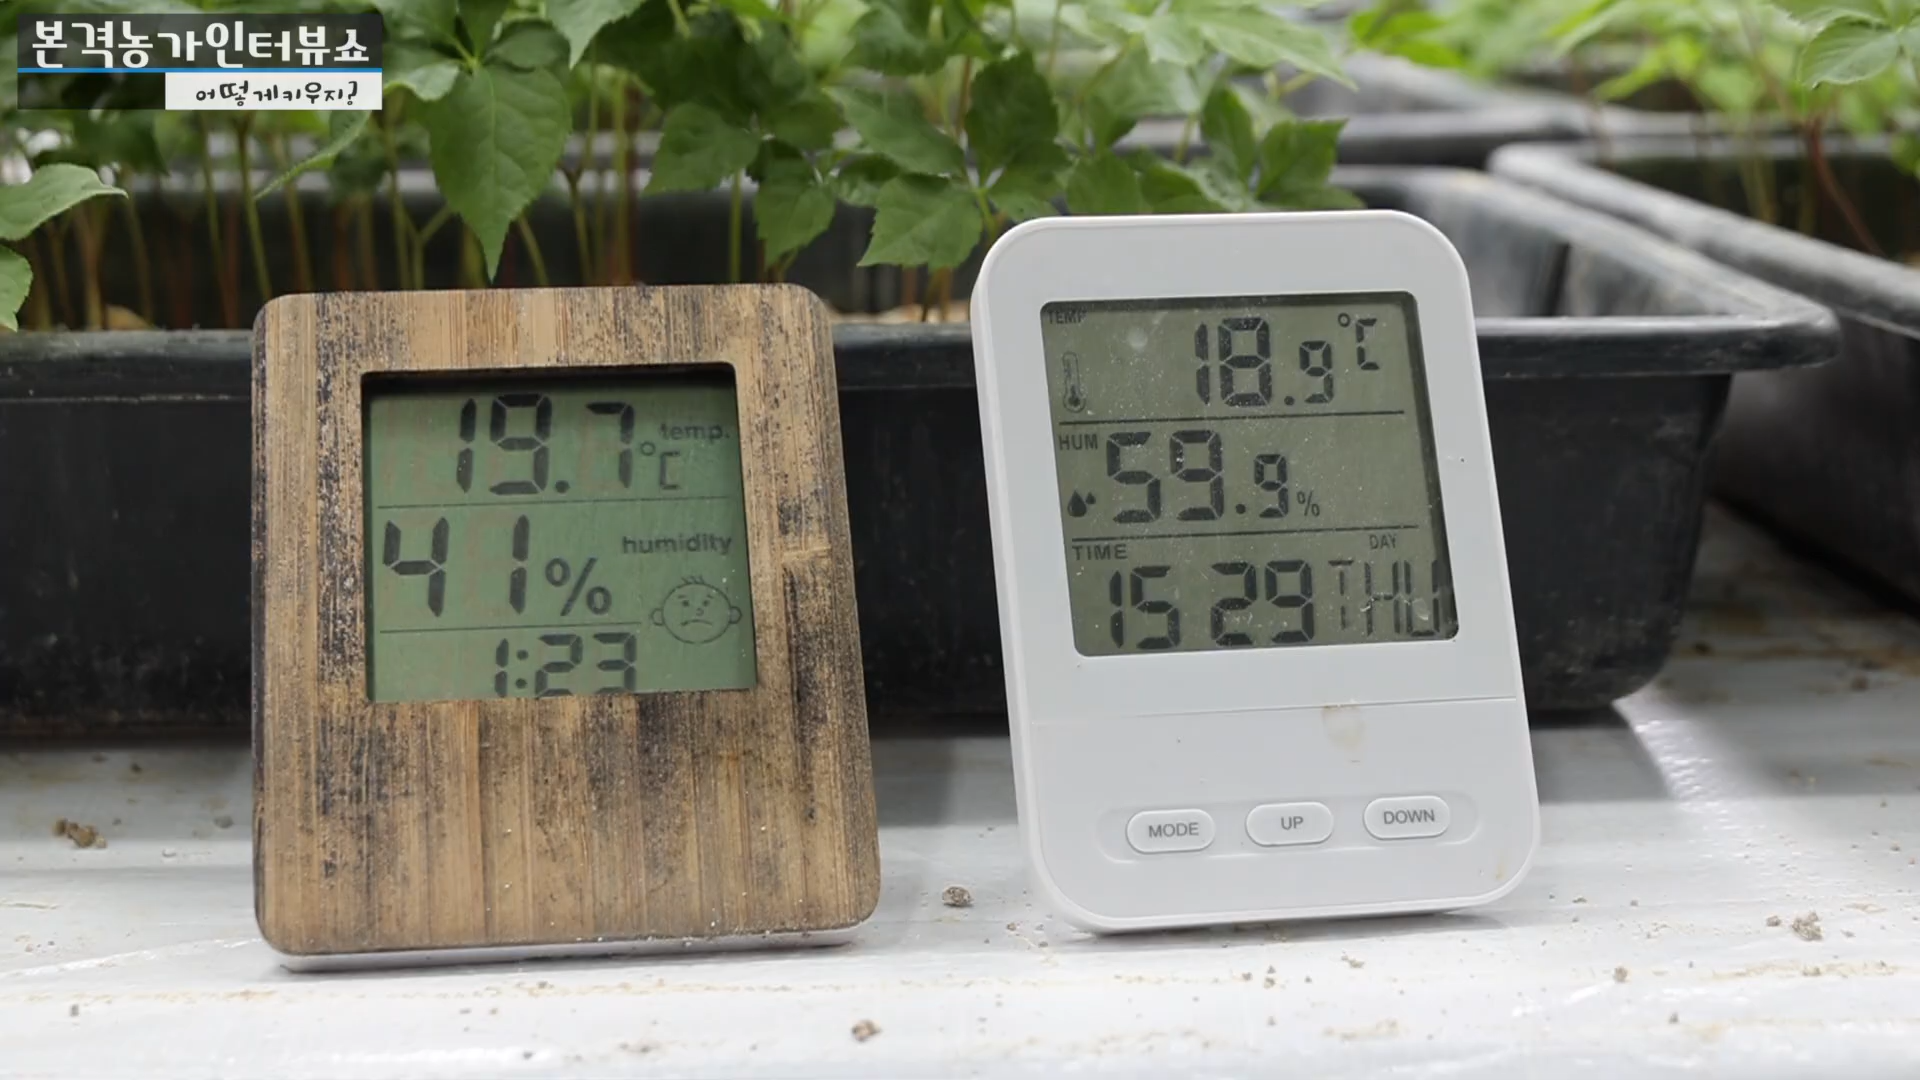 본격농가인터뷰쇼
어떻게키우지?
19.7 °C temp.
41% humidity
1:23
TEMP
18.9 °C
HUM
59.9%
TIME DAY
15 29 THU
MODE UP DOWN